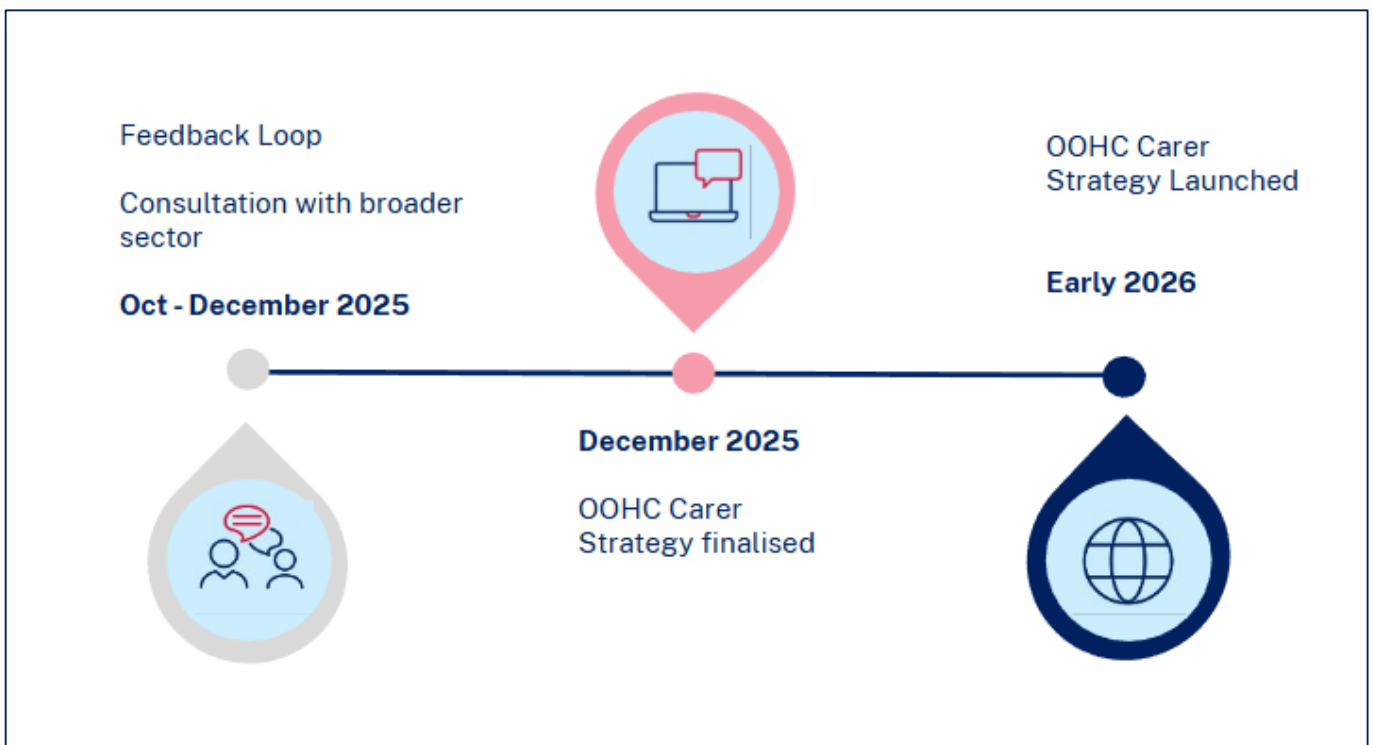 Feedback Loop
Consultation with broader
sector
Oct - December 2025
December 2025
OOHC Carer
Strategy finalised
OOHC Carer
Strategy Launched
Early 2026